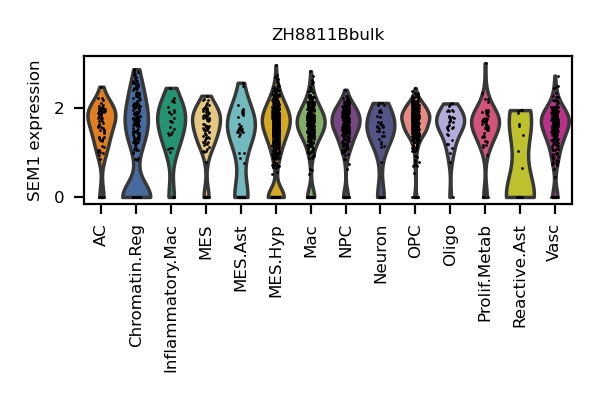 ZH8811Bbulk
SEM1 expression
2
0
AC
Chromatin.Reg
Inflammatory.Mac
MES
MES.Ast
MES.Hyp
Mac
NPC
Neuron
OPC
Oligo
Prolif.Metab
Reactive.Ast
Vasc